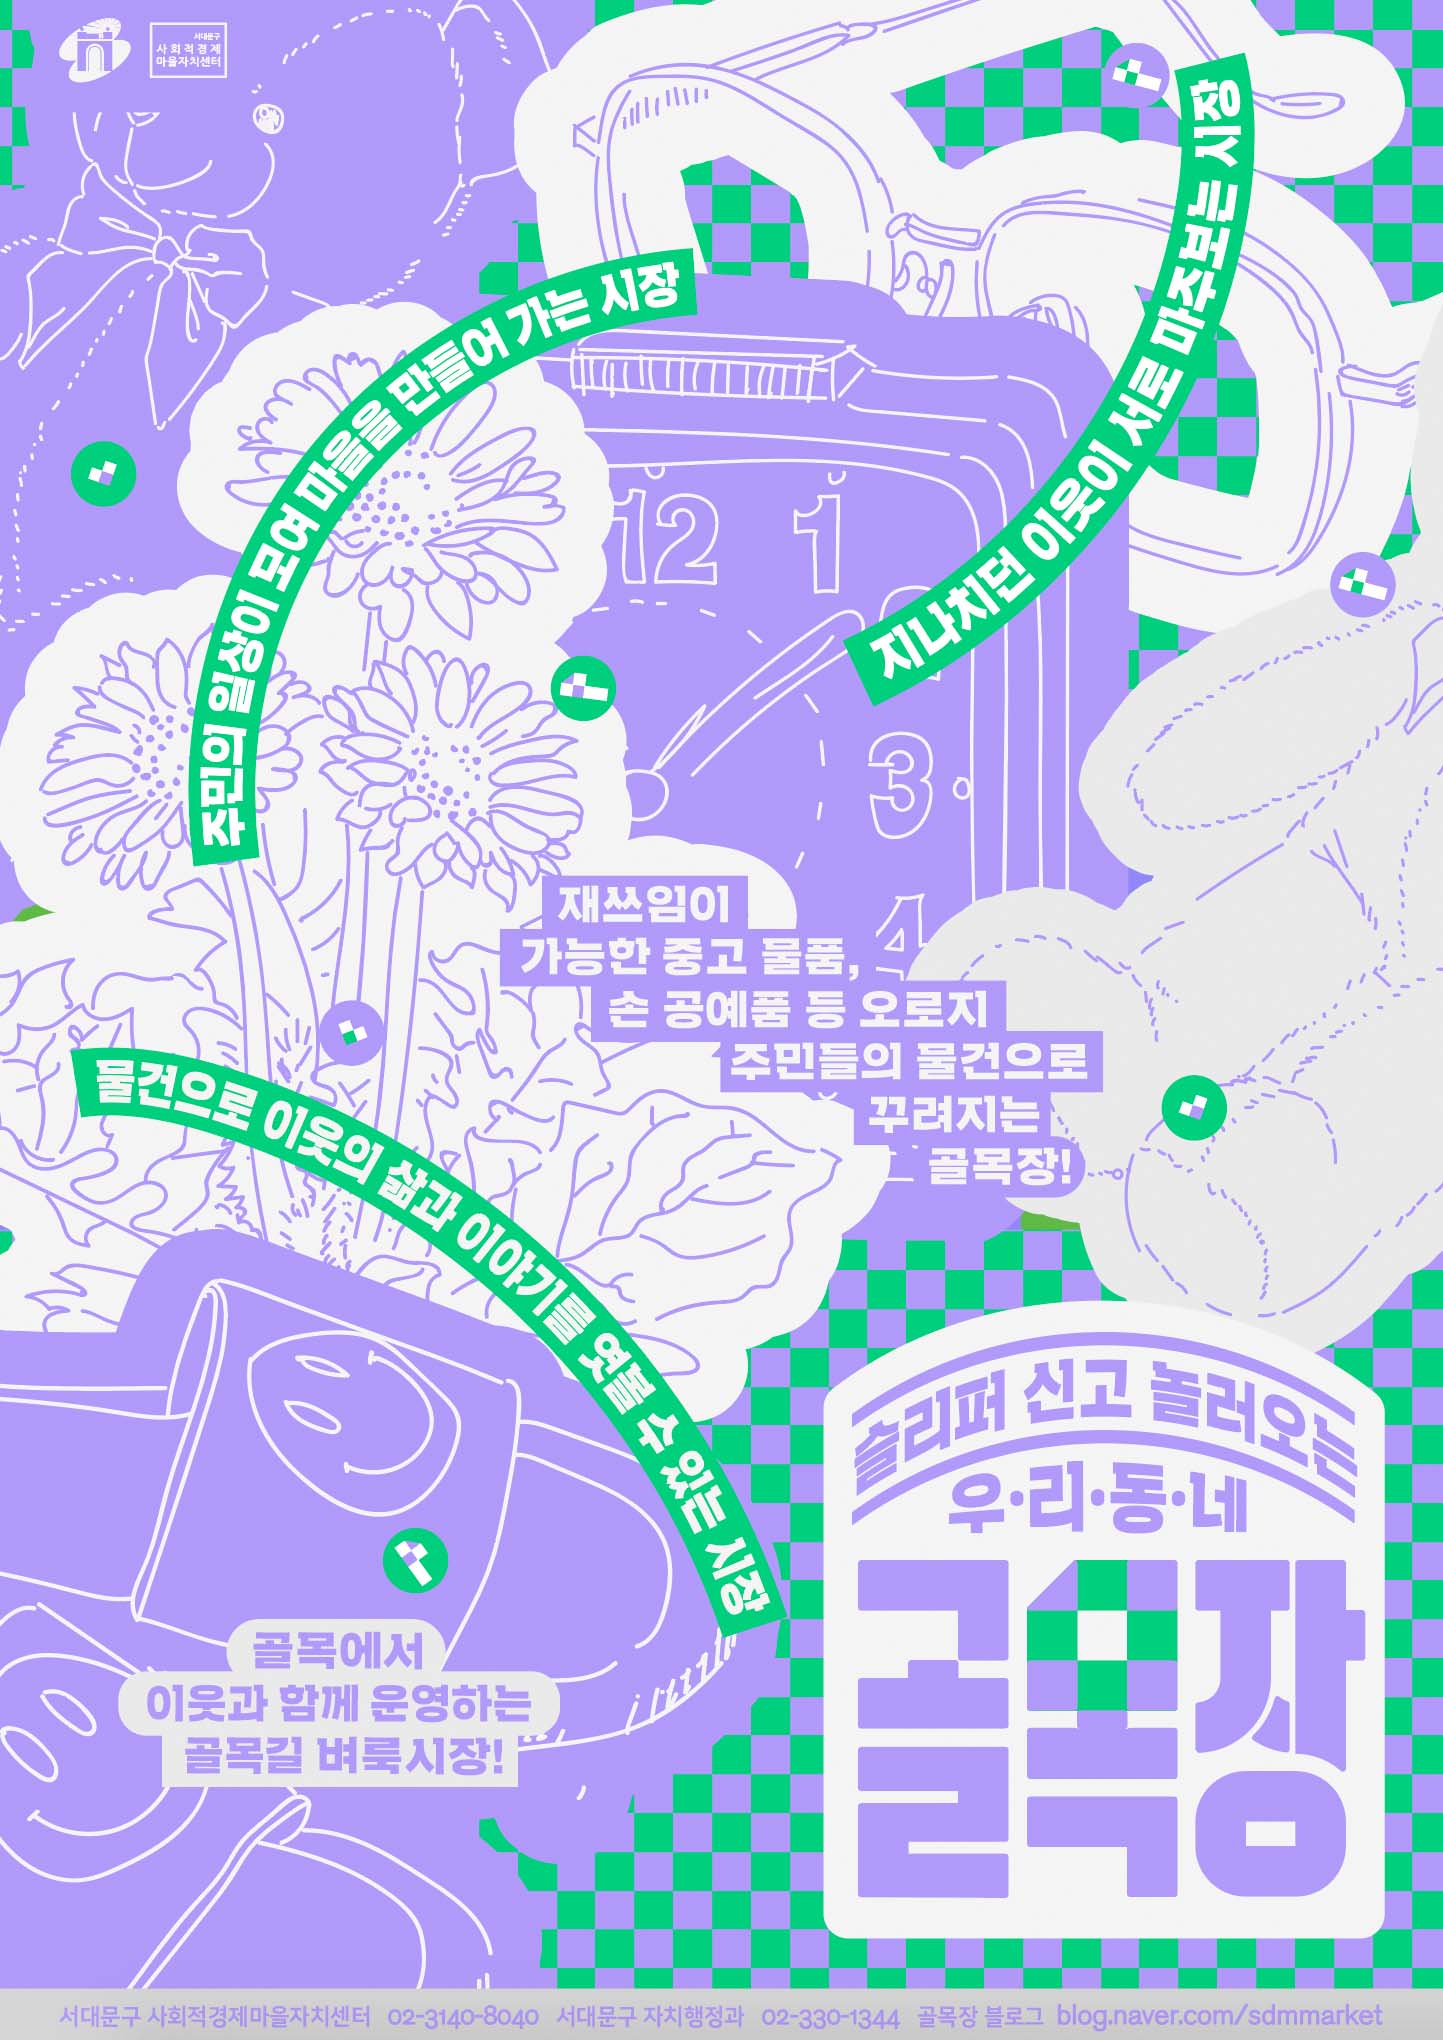 서대문구
사회적경제
마을자치센터
지나치던 이웃이 서로 마주보는 시장
주민의 일상이 모여 마을을 만들어 가는 시장
12 1
2
3
4
재쓰임이
가능한 중고 물품,
손 공예품 등 오로지
주민들의 물건으로
꾸려지는
골목장!
물건으로 이웃의 삶과 이야기를 엿볼 수 있는 시장
슬리퍼 신고 놀러오는
우·리·동·네
골목장
골목에서
이웃과 함께 운영하는
골목길 벼룩시장!
서대문구 사회적경제마을자치센터 02-3140-8040 서대문구 자치행정과 02-330-1344 골목장 블로그 blog.naver.com/sdmmarket